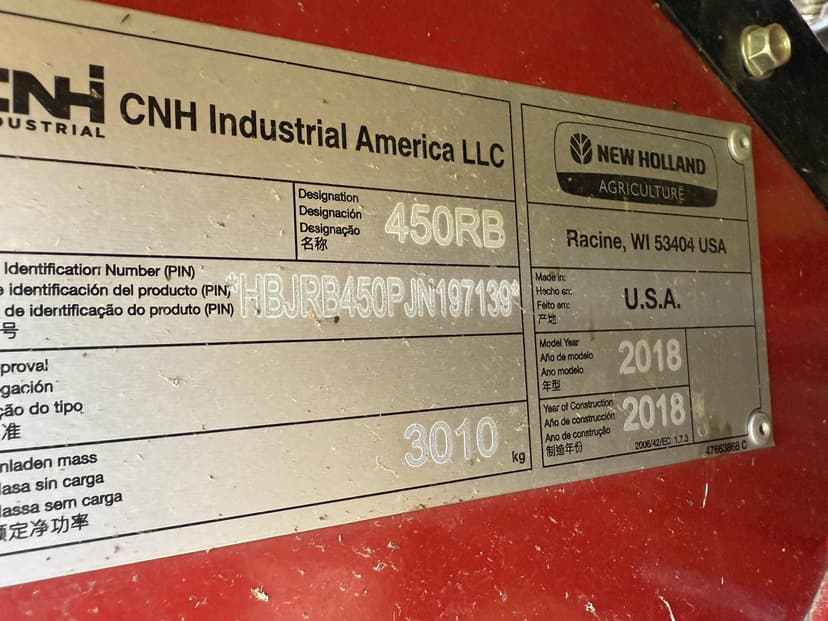 CNH
INDUSTRIAL
CNH Industrial America LLC
Designation
Designación
Designação
名称
450RB
Identification Number (PIN)
e identificación del producto (PIN)
de identificação do produto (PIN)
号
*HBJRB450PJN197139*
proval
gación
ção do tipo
准
nladen mass
lasa sin carga
lassa sem carga
额定净功率
3010
kg
NEW HOLLAND
AGRICULTURE
Racine, WI 53404 USA
Made in:
Hecho en:
Feito em:
产地
U.S.A.
Model Year
Año de modelo
Ano modelo
年型
2018
Year of Construction
Año de construcción
Ano de construção
制造年份
2018
2006/42/EC 1.7.3
47663868 C